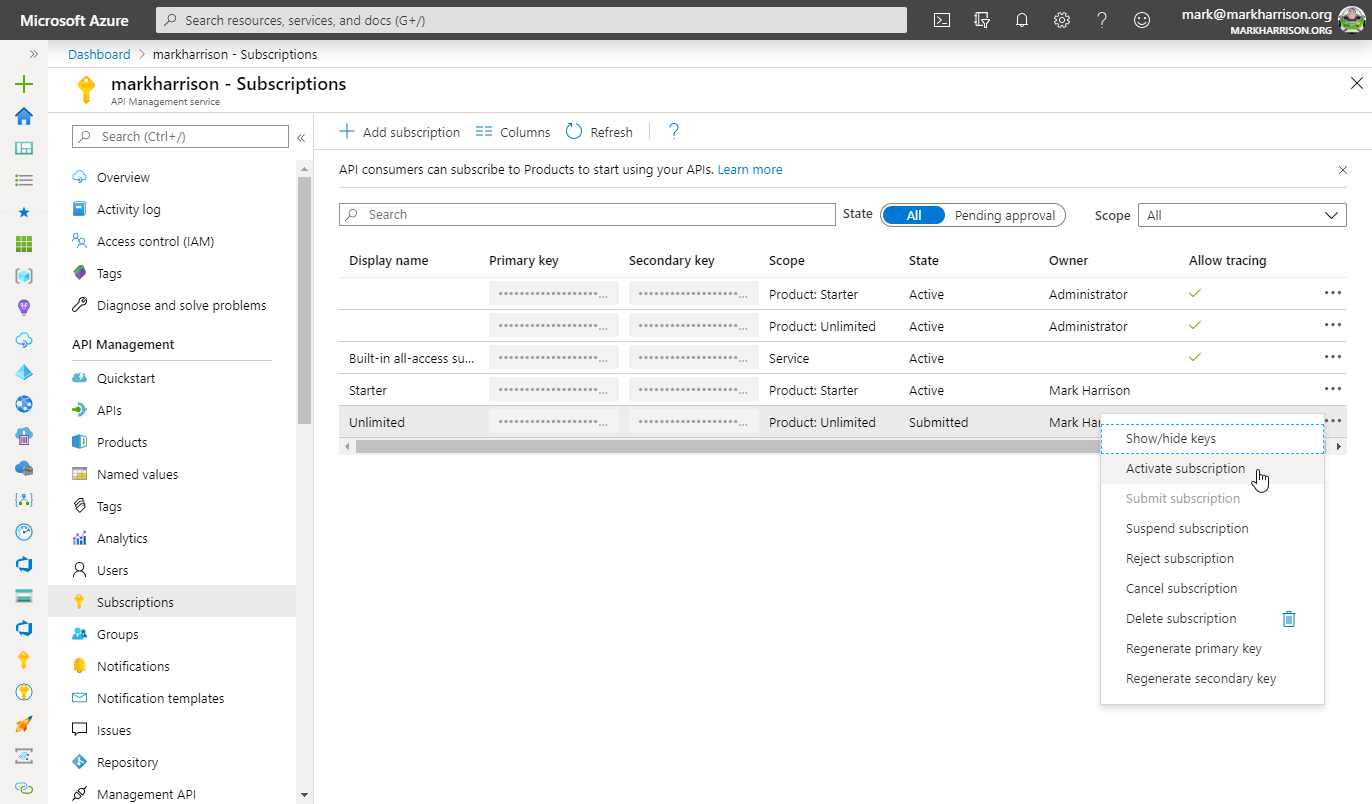 Microsoft Azure
Search resources, services, and docs (G+/)
mark@markharrison.org
MARKHARRISON.ORG
Dashboard > markharrison - Subscriptions
markharrison - Subscriptions
API Management service
Search (Ctrl+/)
Overview
Activity log
Access control (IAM)
Tags
Diagnose and solve problems
API Management
Quickstart
APIs
Products
Named values
Tags
Analytics
Users
Subscriptions
Groups
Notifications
Notification templates
Issues
Repository
Management API
Add subscription Columns Refresh ?
API consumers can subscribe to Products to start using your APIs. Learn more
Search State All Pending approval Scope All
Display name Primary key Secondary key Scope State Owner Allow tracing
Product: Starter Active Administrator
Product: Unlimited Active Administrator
Built-in all-access su... Service Active
Starter Product: Starter Active Mark Harrison
Unlimited Product: Unlimited Submitted Mark Har
Show/hide keys
Activate subscription
Submit subscription
Suspend subscription
Reject subscription
Cancel subscription
Delete subscription
Regenerate primary key
Regenerate secondary key